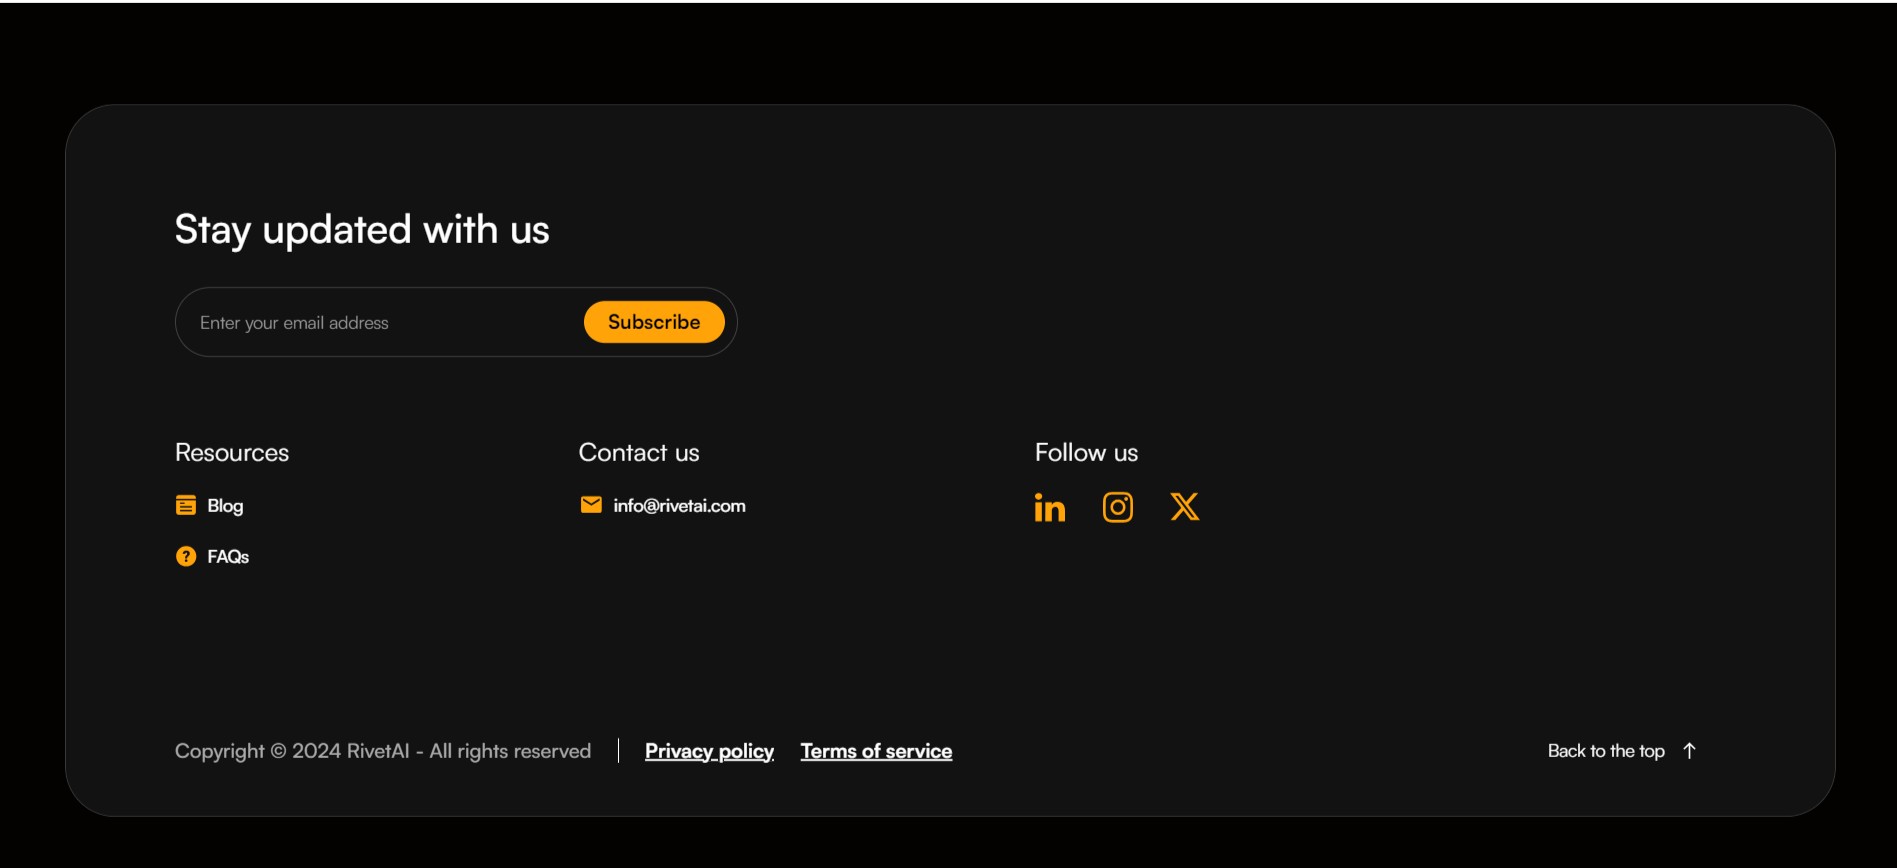 Stay updated with us
Enter your email address
Subscribe
Resources
Blog
FAQs
Contact us
info@rivetai.com
Follow us
Copyright © 2024 RivetAI - All rights reserved
Privacy policy
Terms of service
Back to the top ↑